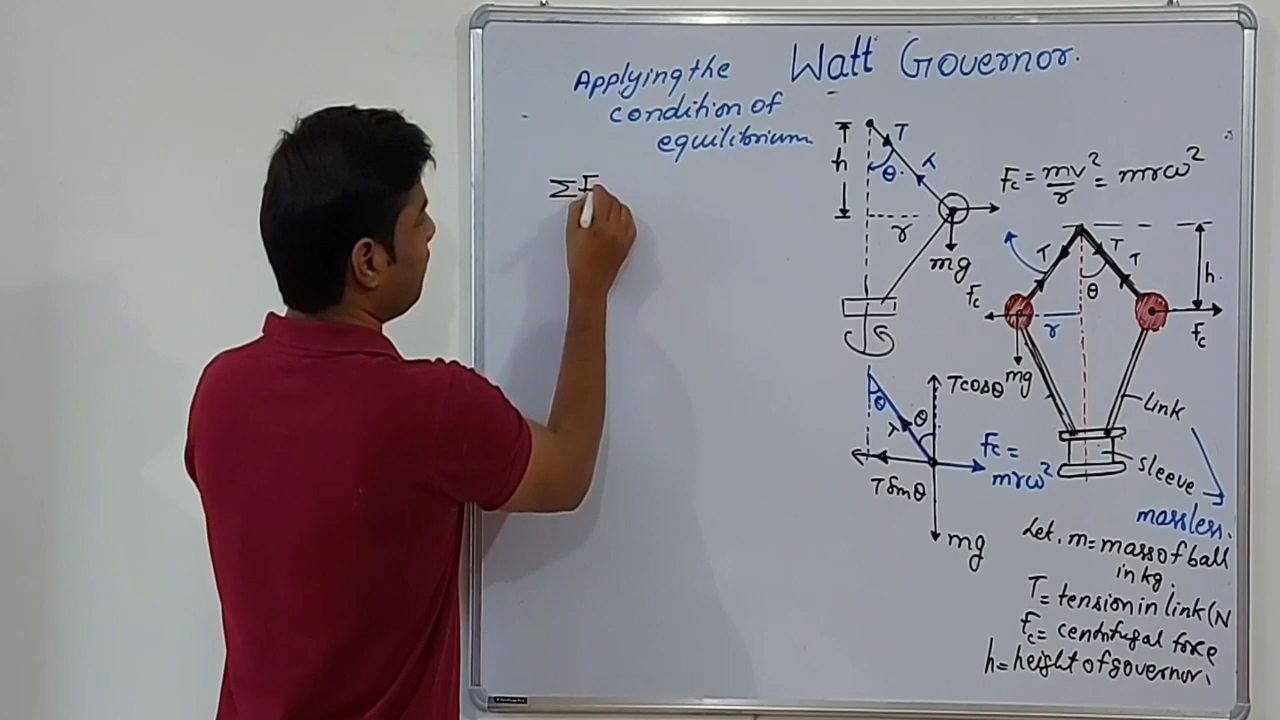 Watt Governor.
Applying the
condition of
equilibrium
ΣF
h
T
θ.
r
mg
Fc = mv²/r = mrω²
T
T
T
θ
h.
Fc
r
Fc
mg
Link
sleeve
massless.
θ
θ
Tcosθ
Fc =
mrω²
Tsinθ
mg
Let, m= mass of ball
in kg.
T= tension in link (N
Fc= centrifugal force
h= height of governor.